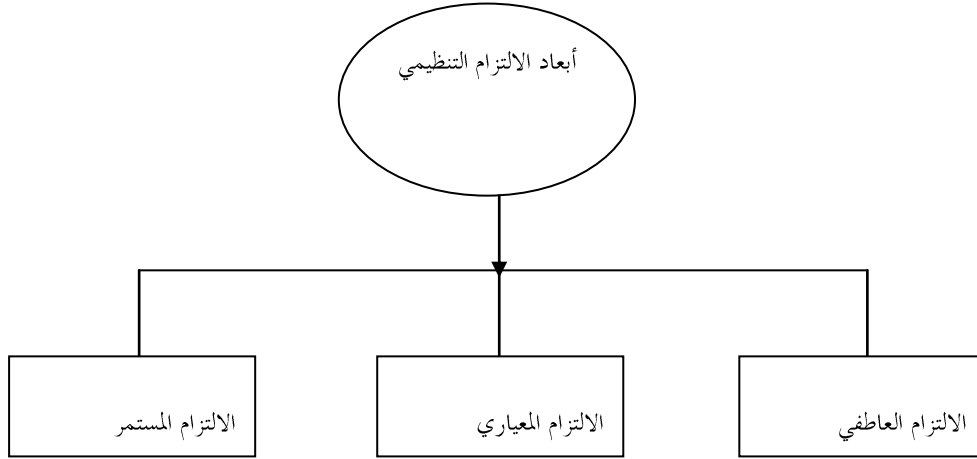 أبعاد الالتزام التنظيمي
الالتزام العاطفي
الالتزام المعياري
الالتزام المستمر